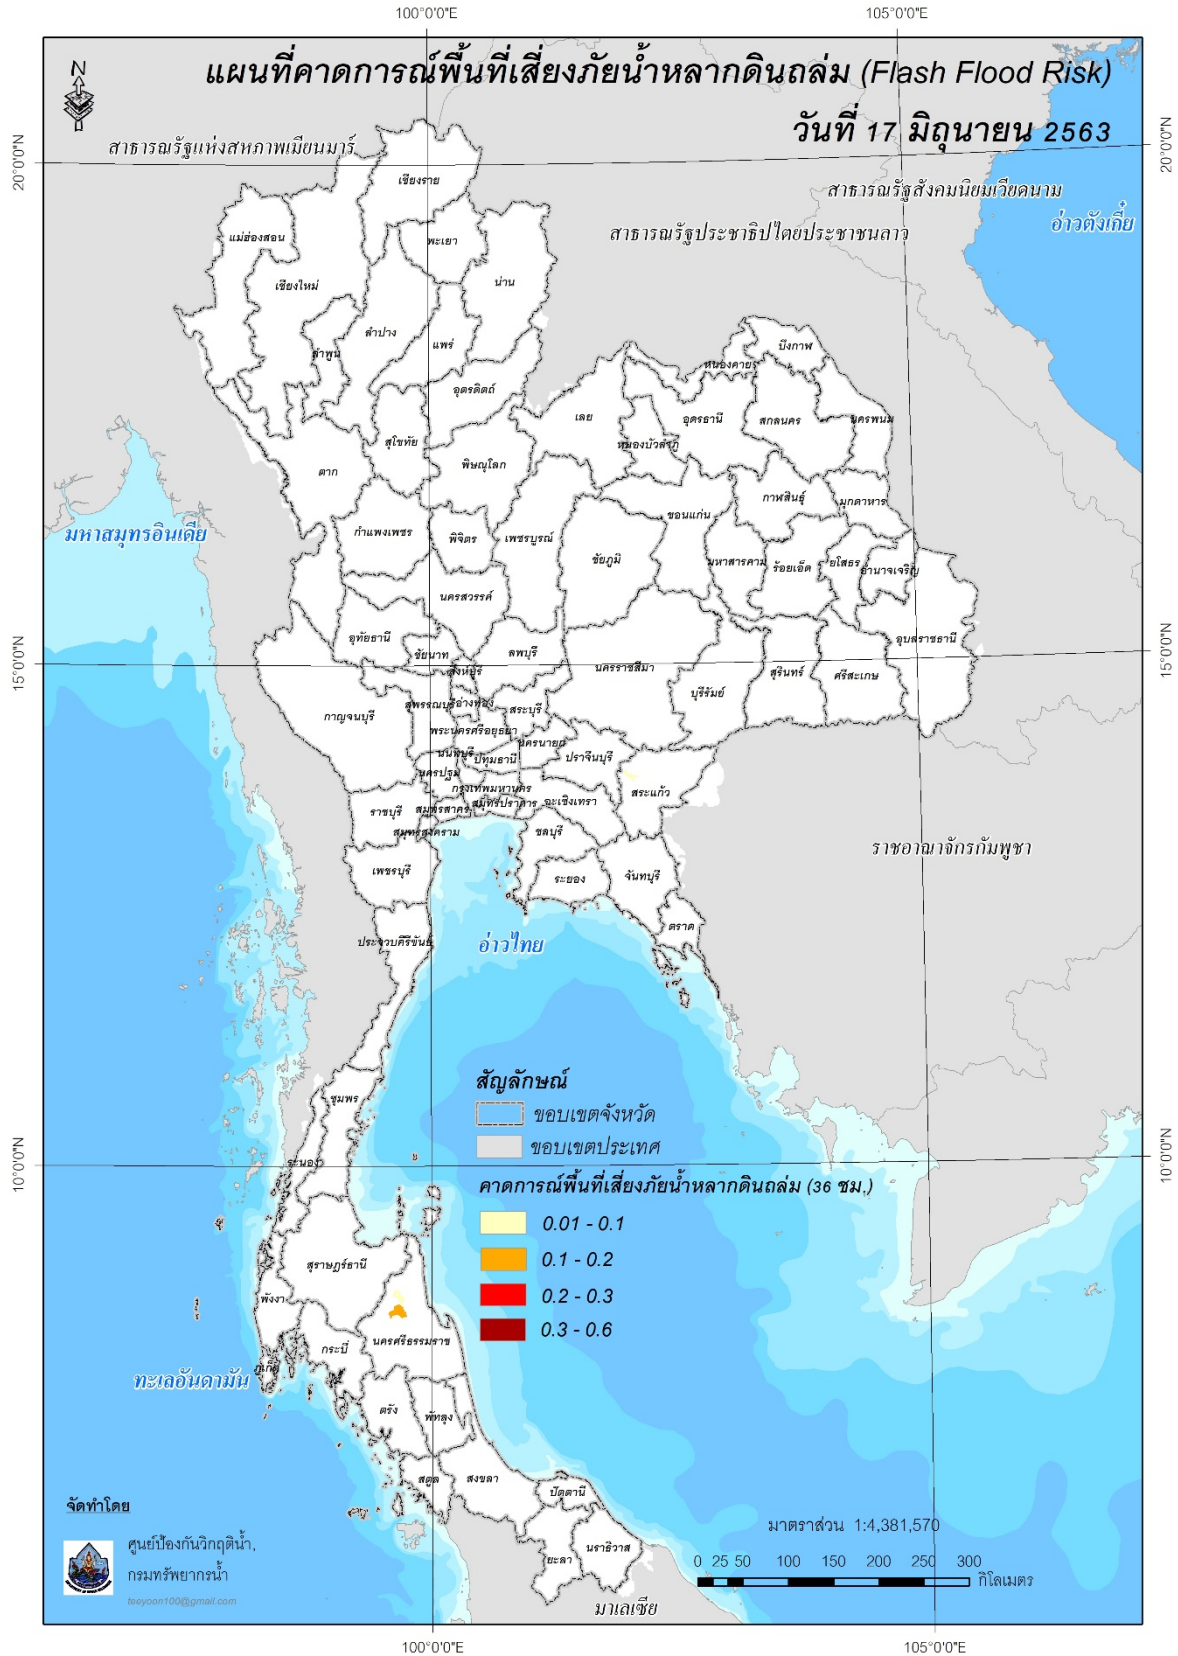 100°0'0"E
105°0'0"E
แผนที่คาดการณ์พื้นที่เสี่ยงภัยน้ำหลากดินถล่ม (Flash Flood Risk)
วันที่ 17 มิถุนายน 2563
N
20°0'0"N
20°0'0"N
สาธารณรัฐแห่งสหภาพเมียนมาร์
เชียงราย
สาธารณรัฐสังคมนิยมเวียดนาม
สาธารณรัฐประชาธิปไตยประชาชนลาว
อ่าวตังเกี๋ย
แม่ฮ่องสอน
พะเยา
เชียงใหม่
น่าน
ลำปาง
แพร่
ลำพูน
บึงกาฬ
หนองคาย
อุตรดิตถ์
เลย
อุดรธานี
สกลนคร
นครพนม
สุโขทัย
หนองบัวลำภู
ตาก
พิษณุโลก
กาฬสินธุ์
มุกดาหาร
ขอนแก่น
มหาสมุทรอินเดีย
กำแพงเพชร
พิจิตร
เพชรบูรณ์
ชัยภูมิ
มหาสารคาม
ร้อยเอ็ด
ยโสธร
อำนาจเจริญ
นครสวรรค์
อุทัยธานี
ชัยนาท
ลพบุรี
อุบลราชธานี
15°0'0"N
15°0'0"N
สิงห์บุรี
นครราชสีมา
สุรินทร์
ศรีสะเกษ
บุรีรัมย์
กาญจนบุรี
สุพรรณบุรี
อ่างทอง
สระบุรี
พระนครศรีอยุธยา
นครนายก
นนทบุรี
ปทุมธานี
ปราจีนบุรี
นครปฐม
กรุงเทพมหานคร
สระแก้ว
ราชบุรี
สมุทรสาคร
สมุทรปราการ
ฉะเชิงเทรา
สมุทรสงคราม
ชลบุรี
ราชอาณาจักรกัมพูชา
เพชรบุรี
ระยอง
จันทบุรี
ตราด
ประจวบคีรีขันธ์
อ่าวไทย
สัญลักษณ์
ขอบเขตจังหวัด
ขอบเขตประเทศ
ชุมพร
ระนอง
10°0'0"N
10°0'0"N
คาดการณ์พื้นที่เสี่ยงภัยน้ำหลากดินถล่ม (36 ชม.)
0.01 - 0.1
0.1 - 0.2
0.2 - 0.3
0.3 - 0.6
สุราษฎร์ธานี
พังงา
นครศรีธรรมราช
กระบี่
ภูเก็ต
ทะเลอันดามัน
ตรัง
พัทลุง
สตูล
สงขลา
ปัตตานี
ยะลา
นราธิวาส
มาเลเซีย
จัดทำโดย
ศูนย์ป้องกันวิกฤติน้ำ,
กรมทรัพยากรน้ำ
teeyoon100@gmail.com
มาตราส่วน 1:4,381,570
0 25 50 100 150 200 250 300
กิโลเมตร
100°0'0"E
105°0'0"E